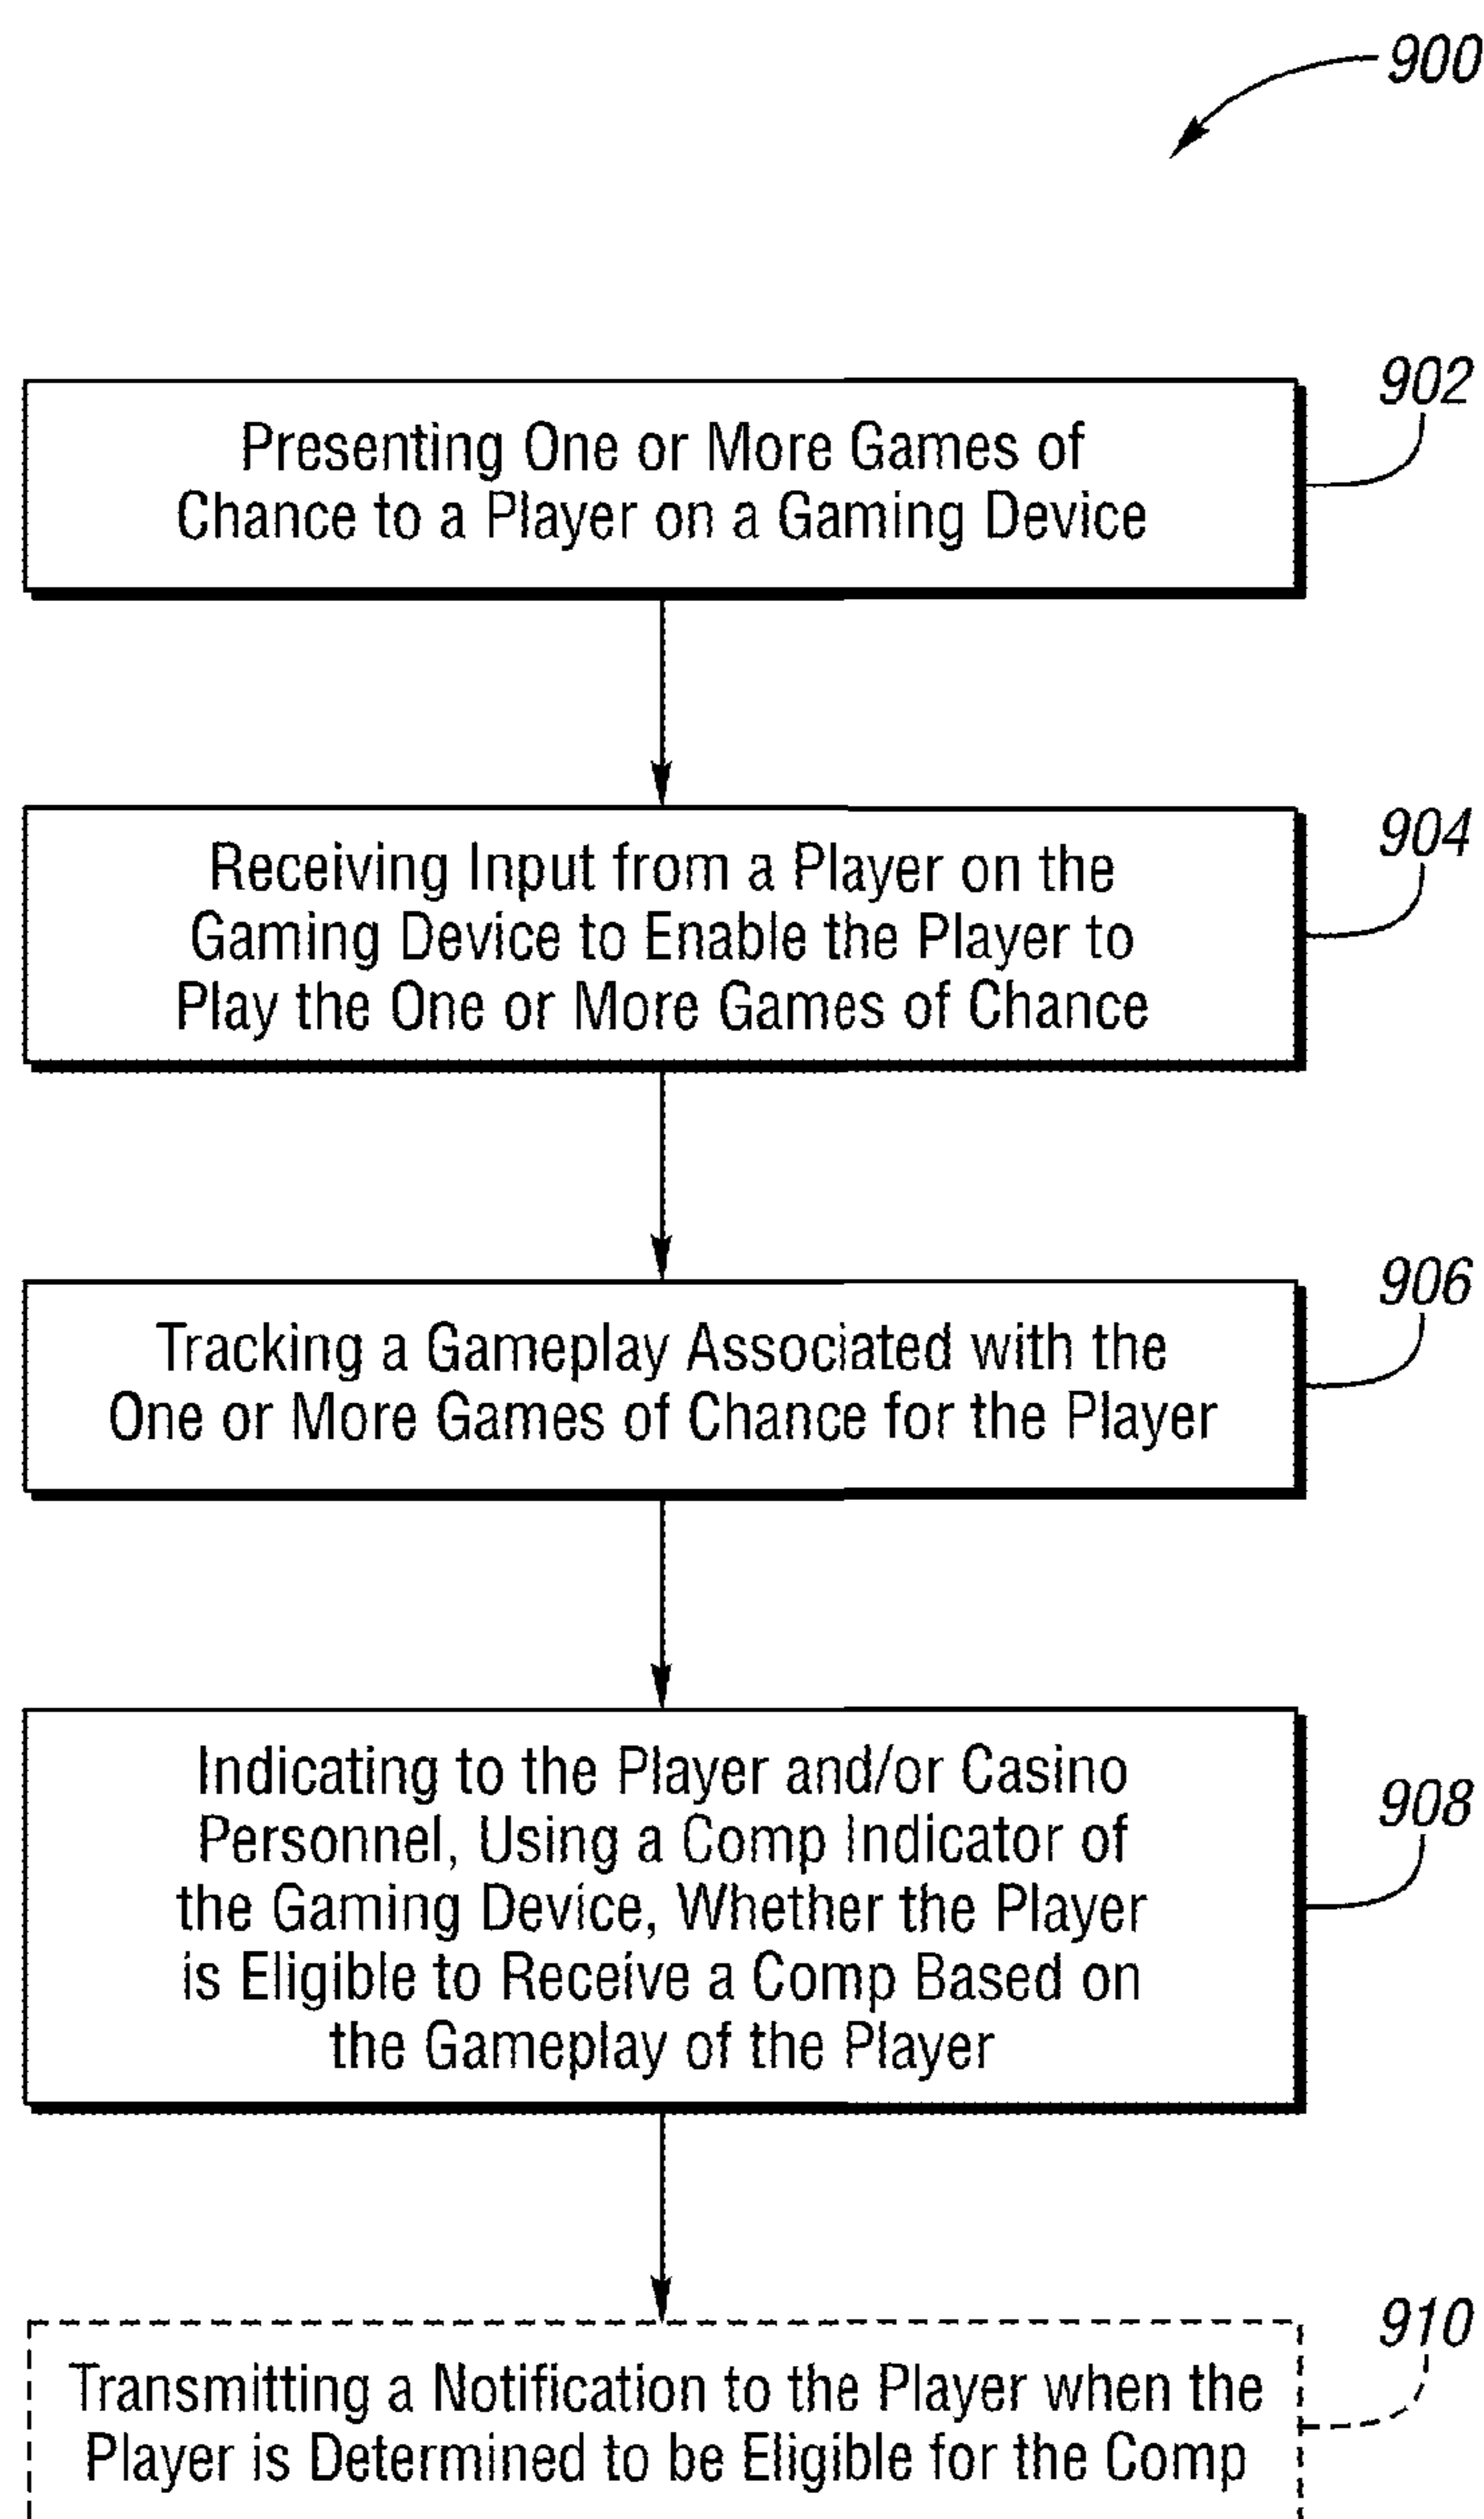 900
902
Presenting One or More Games of
Chance to a Player on a Gaming Device
904
Receiving Input from a Player on the
Gaming Device to Enable the Player to
Play the One or More Games of Chance
906
Tracking a Gameplay Associated with the
One or More Games of Chance for the Player
908
Indicating to the Player and/or Casino
Personnel, Using a Comp Indicator of
the Gaming Device, Whether the Player
is Eligible to Receive a Comp Based on
the Gameplay of the Player
910
Transmitting a Notification to the Player when the
Player is Determined to be Eligible for the Comp